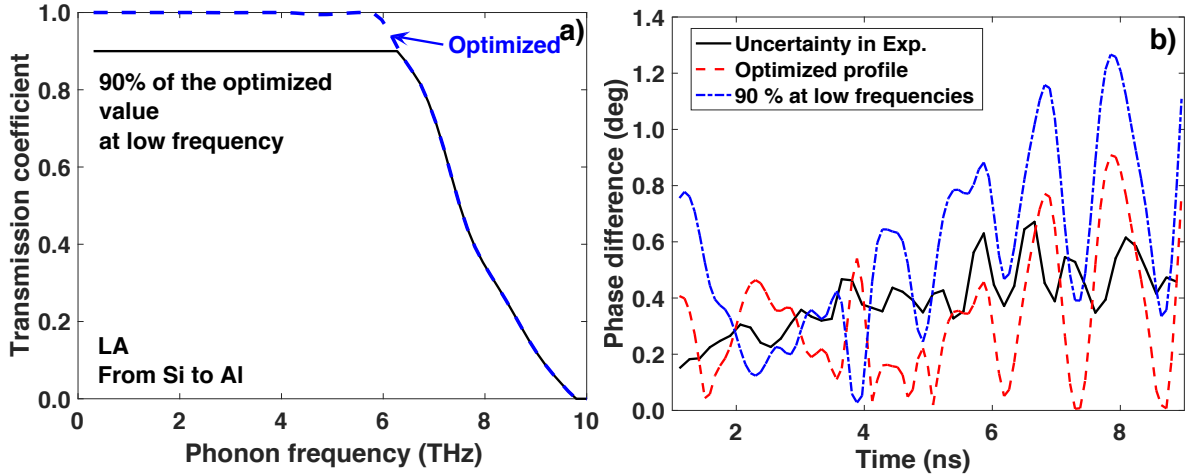 a)
Optimized
90% of the optimized
value
at low frequency
LA
From Si to Al
Transmission coefficient
1.0
0.8
0.6
0.4
0.2
0.0
0
2
4
6
8
10
Phonon frequency (THz)
b)
Uncertainty in Exp.
Optimized profile
90 % at low frequencies
Phase difference (deg)
1.4
1.2
1.0
0.8
0.6
0.4
0.2
0.0
2
4
6
8
Time (ns)